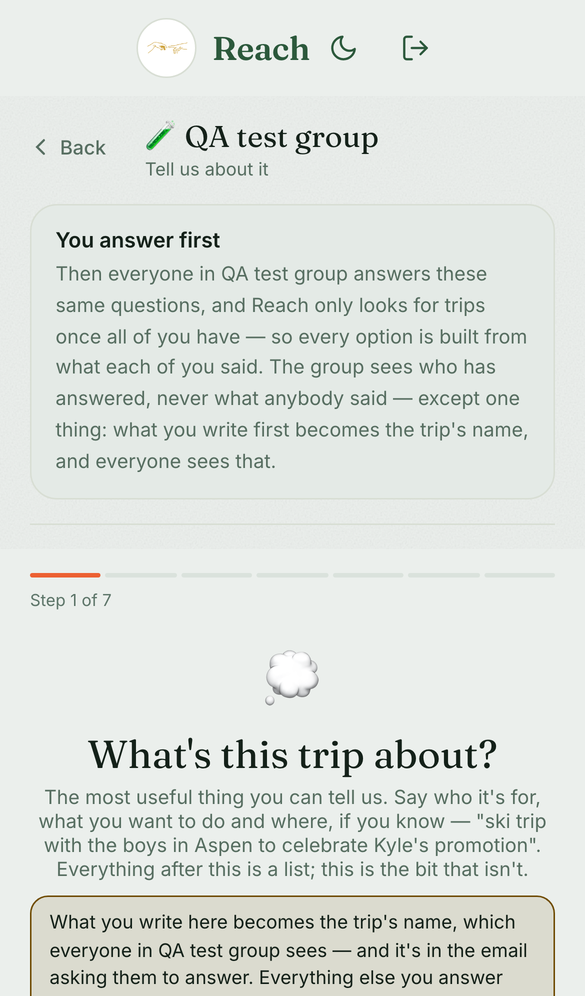 Reach
Back
QA test group
Tell us about it
You answer first
Then everyone in QA test group answers these
same questions, and Reach only looks for trips
once all of you have — so every option is built from
what each of you said. The group sees who has
answered, never what anybody said — except one
thing: what you write first becomes the trip's name,
and everyone sees that.
Step 1 of 7
What's this trip about?
The most useful thing you can tell us. Say who it's for,
what you want to do and where, if you know — "ski trip
with the boys in Aspen to celebrate Kyle's promotion".
Everything after this is a list; this is the bit that isn't.
What you write here becomes the trip's name, which
everyone in QA test group sees — and it's in the email
asking them to answer. Everything else you answer